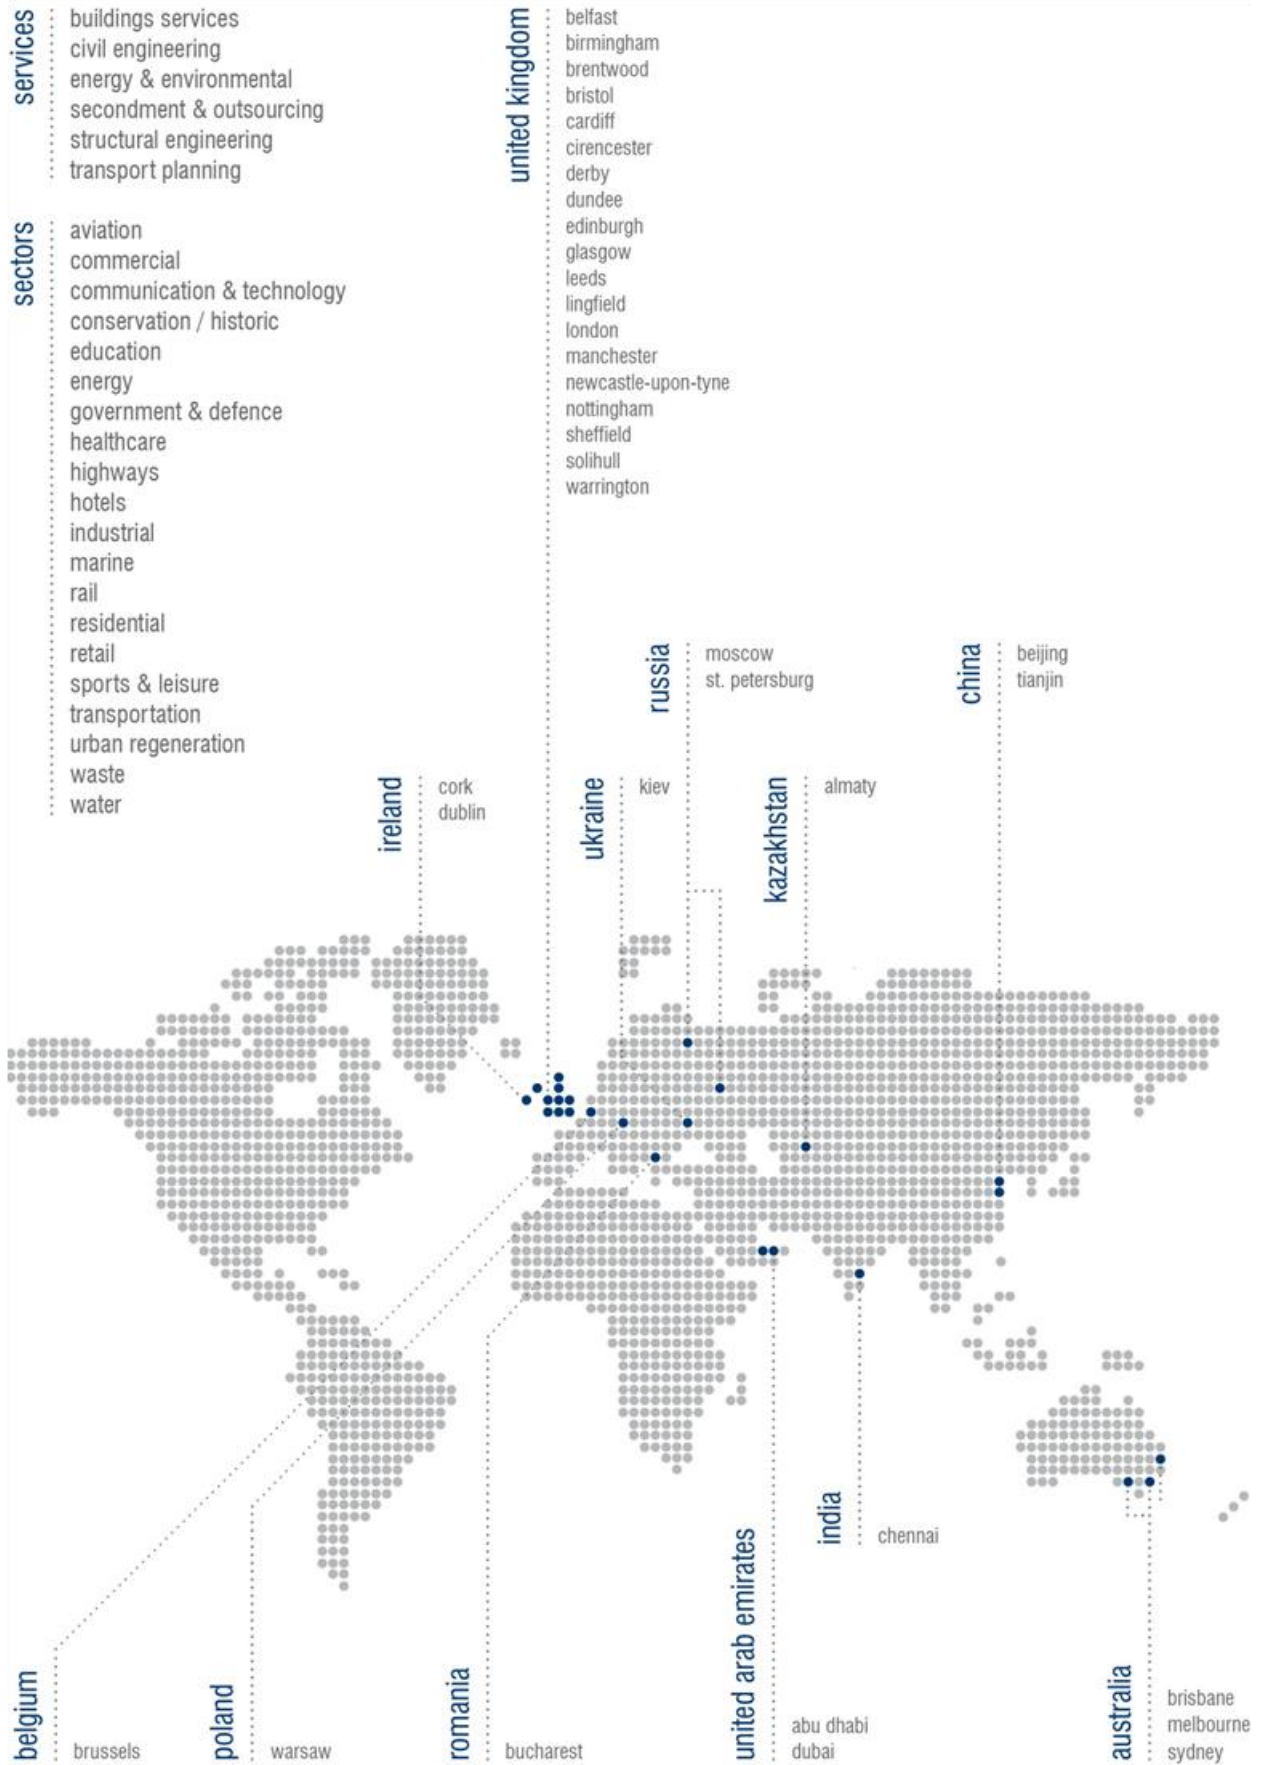 services
buildings services
civil engineering
energy & environmental
secondment & outsourcing
structural engineering
transport planning
sectors
aviation
commercial
communication & technology
conservation / historic
education
energy
government & defence
healthcare
highways
hotels
industrial
marine
rail
residential
retail
sports & leisure
transportation
urban regeneration
waste
water
united kingdom
belfast
birmingham
brentwood
bristol
cardiff
cirencester
derby
dundee
edinburgh
glasgow
leeds
lingfield
london
manchester
newcastle-upon-tyne
nottingham
sheffield
solihull
warrington
russia
moscow
st. petersburg
china
beijing
tianjin
ireland
cork
dublin
ukraine
kiev
kazakhstan
almaty
india
chennai
belgium
brussels
poland
warsaw
romania
bucharest
united arab emirates
abu dhabi
dubai
australia
brisbane
melbourne
sydney